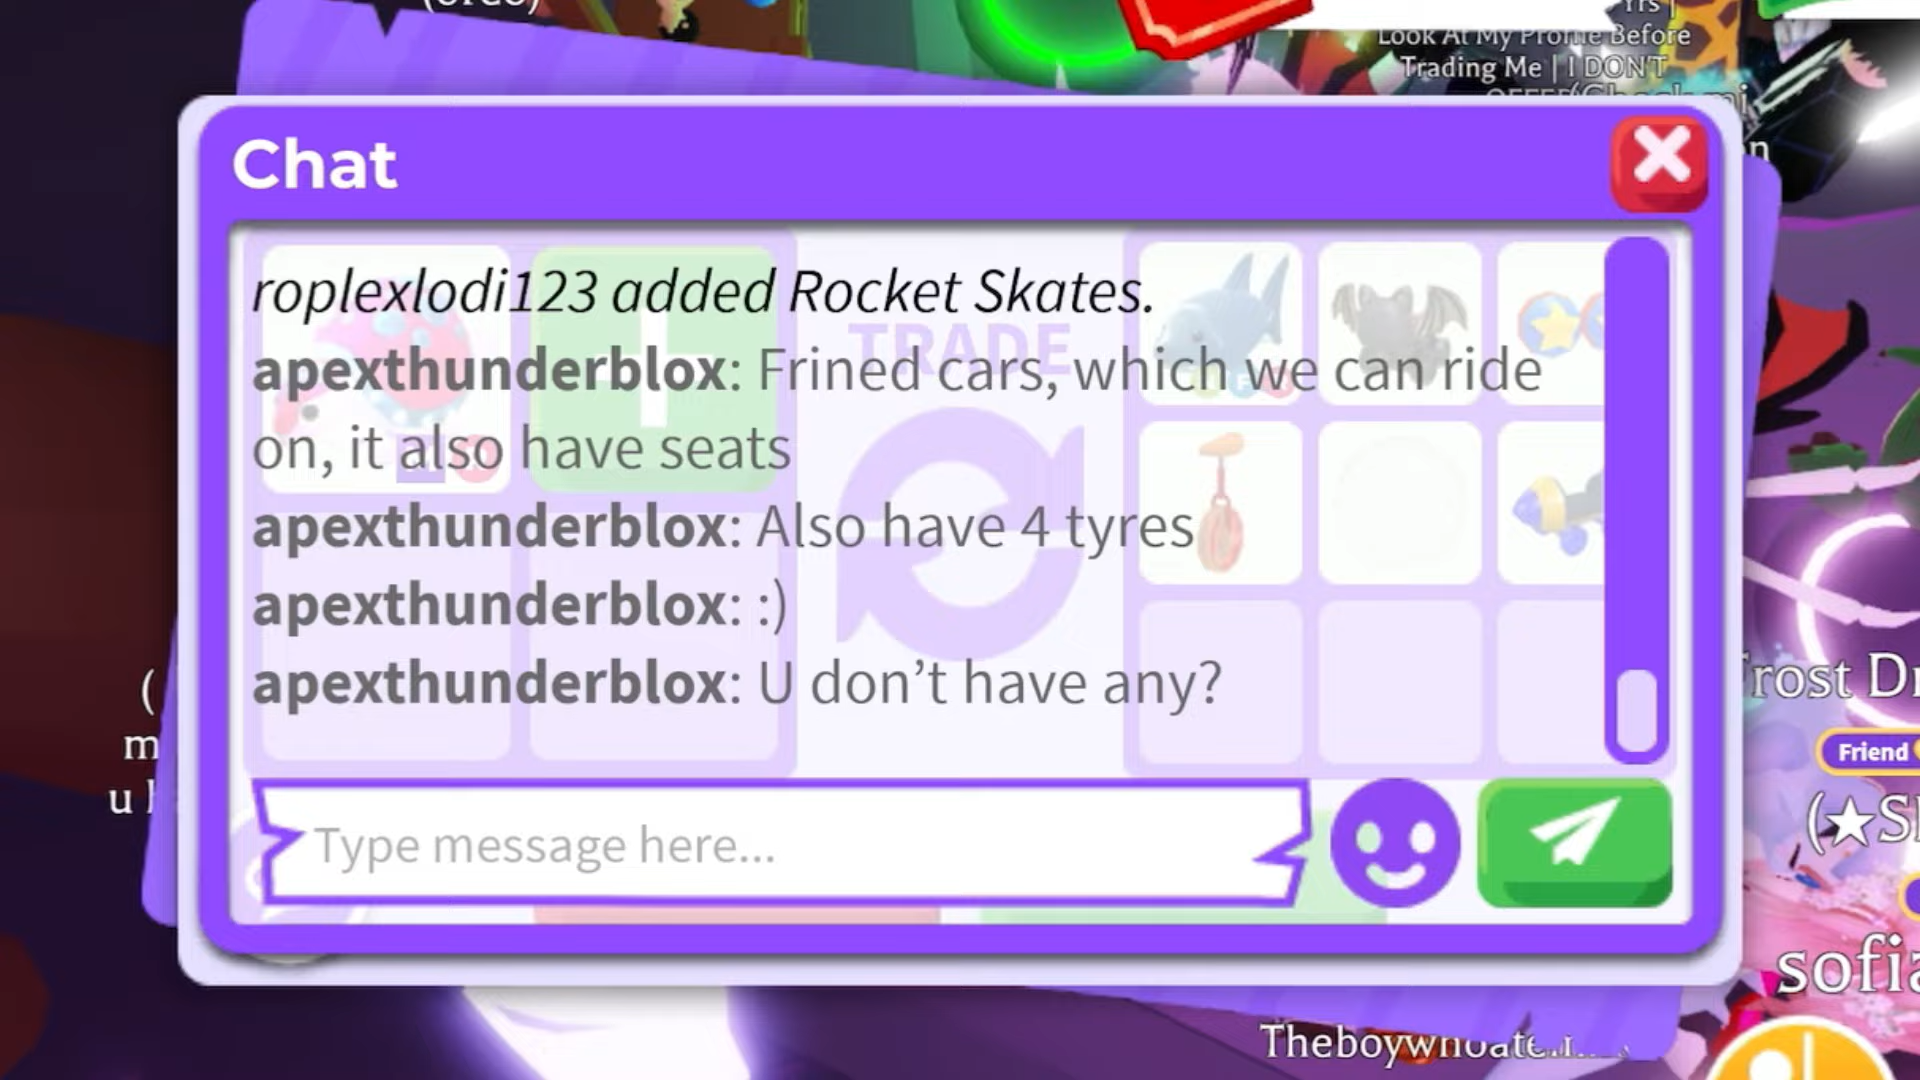 Look At My Profile Before
Trading Me | I DON'T
Chat
roplexlodi123 added Rocket Skates.
TRADE
apexthunderblox: Frined cars, which we can ride
on, it also have seats
apexthunderblox: Also have 4 tyres
apexthunderblox: :)
apexthunderblox: U don't have any?
Type message here...
Friend
sofia